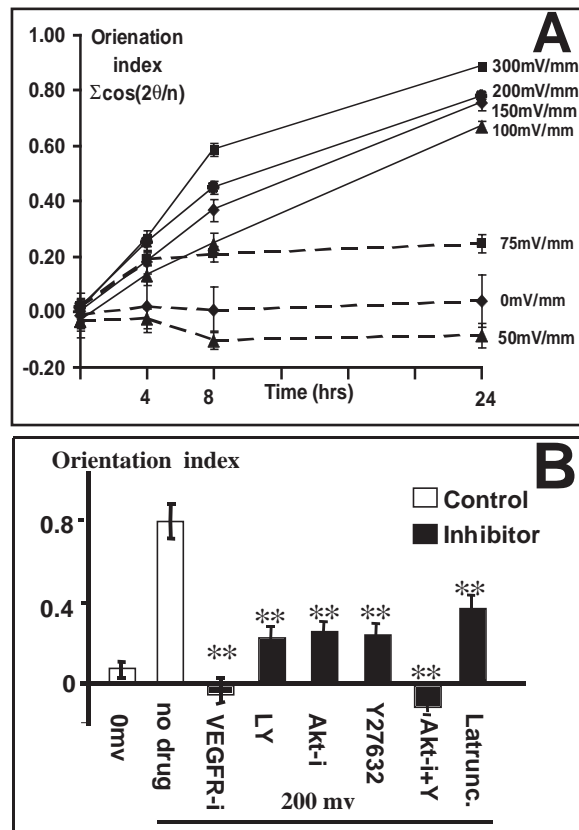 A
Orienation
index
Σcos(2θ/n)
1.00
0.80
0.60
0.40
0.20
0.00
-0.20
300mV/mm
200mV/mm
150mV/mm
100mV/mm
75mV/mm
0mV/mm
50mV/mm
4
8
24
Time (hrs)
B
Orientation index
Control
Inhibitor
0.8
0.4
0
**
**
**
**
**
**
0mv
no drug
VEGFR-i
LY
Akt-i
Y27632
Akt-i+Y
Latrunc.
200 mv